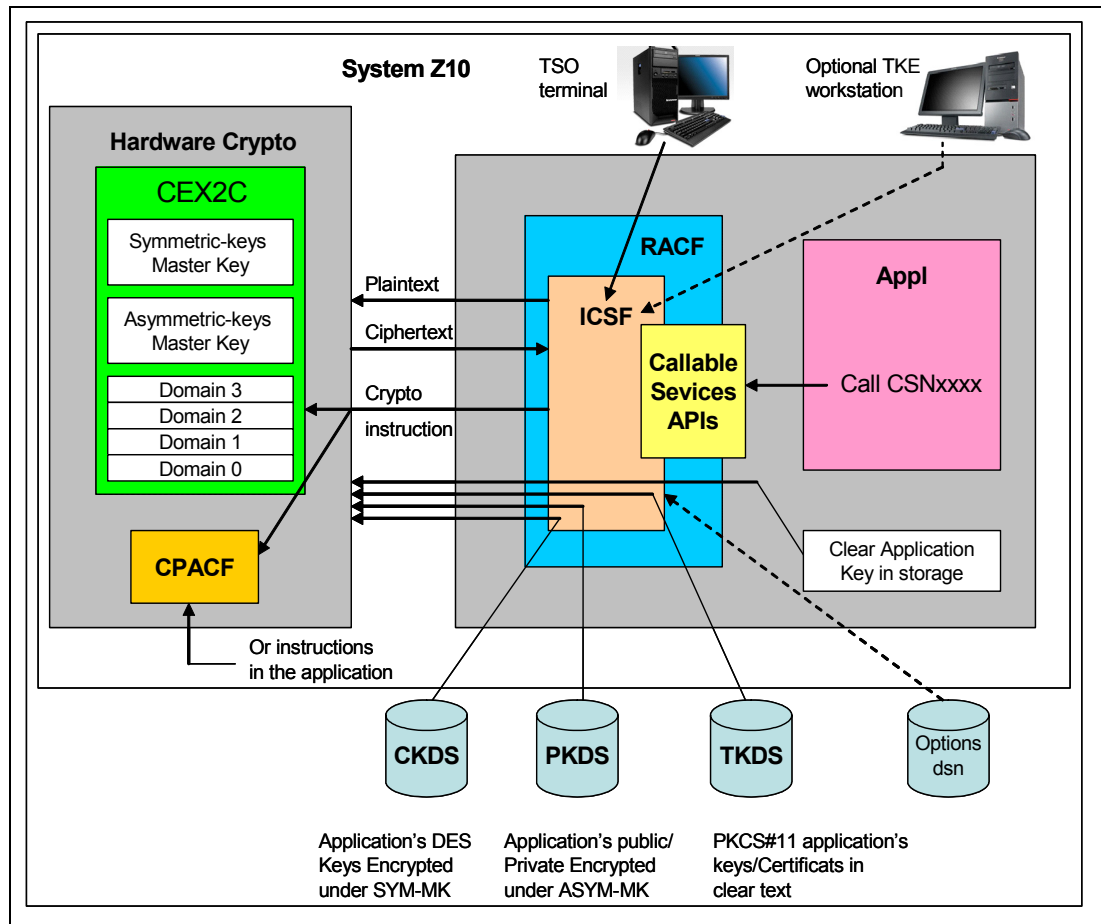 System Z10
TSO
terminal
Optional TKE
workstation
Hardware Crypto
CEX2C
Symmetric-keys
Master Key
Asymmetric-keys
Master Key
Domain 3
Domain 2
Domain 1
Domain 0
CPACF
Or instructions
in the application
Plaintext
Ciphertext
Crypto
instruction
RACF
ICSF
Callable
Sevices
APIs
Appl
Call CSNxxxx
Clear Application
Key in storage
CKDS
PKDS
TKDS
Options
dsn
Application's DES
Keys Encrypted
under SYM-MK
Application's public/
Private Encrypted
under ASYM-MK
PKCS#11 application's
keys/Certificats in
clear text